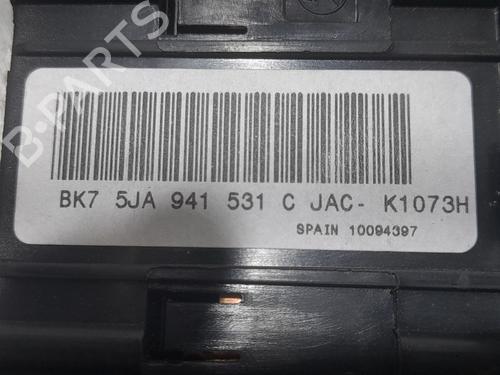 B-PARTS
BK7 5JA 941 531 C JAC- K1073H
SPAIN 10094397